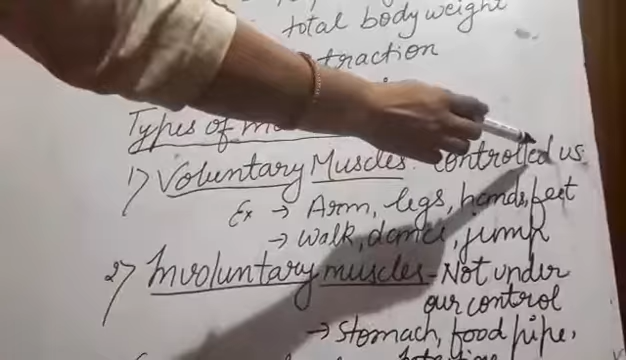 total body weight
traction
Types of mu
1) Voluntary Muscles controlled us
Ex → Arm, legs, hands, feet
→ walk, dance, jump
2) Involuntary muscles - Not under
our control
→ stomach, food pipe,